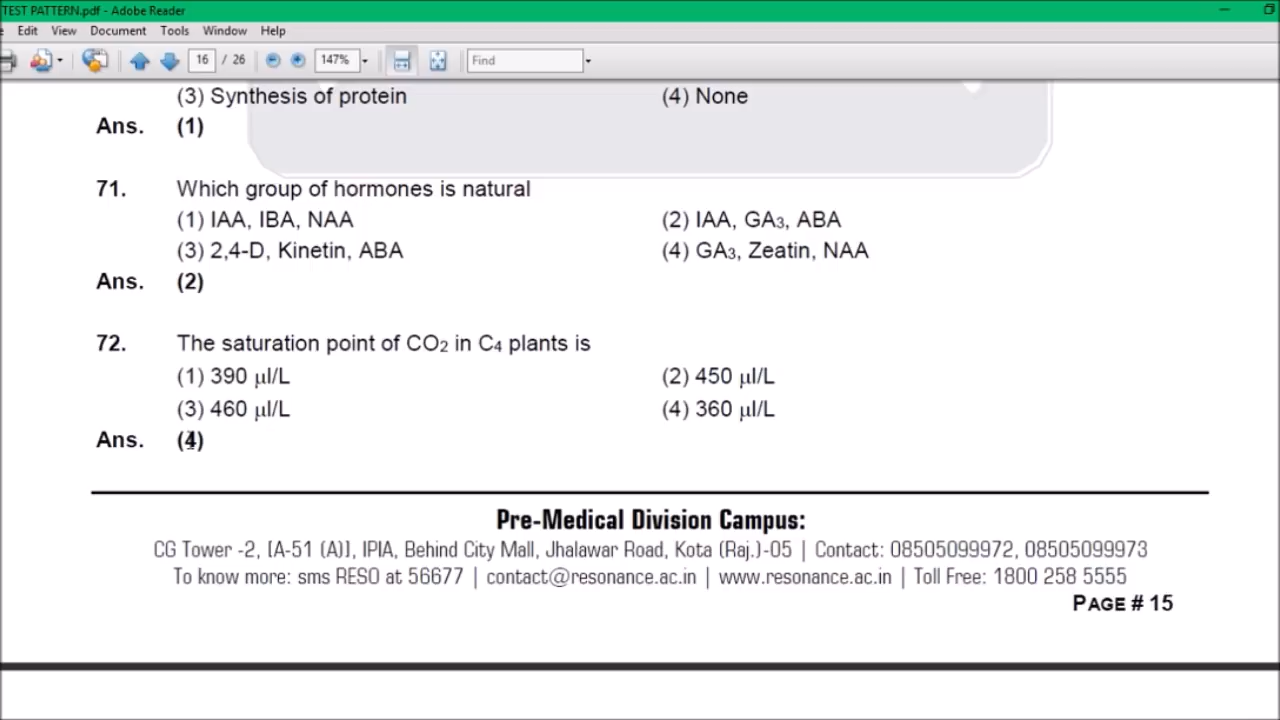 TEST PATTERN.pdf - Adobe Reader
Edit View Document Tools Window Help
16 / 26 147% Find
(3) Synthesis of protein (4) None
Ans. (1)
71. Which group of hormones is natural
(1) IAA, IBA, NAA (2) IAA, GA₃, ABA
(3) 2,4-D, Kinetin, ABA (4) GA₃, Zeatin, NAA
Ans. (2)
72. The saturation point of CO₂ in C₄ plants is
(1) 390 μl/L (2) 450 μl/L
(3) 460 μl/L (4) 360 μl/L
Ans. (4)
Pre-Medical Division Campus:
CG Tower -2, [A-51 (A)], IPIA, Behind City Mall, Jhalawar Road, Kota (Raj.)-05 | Contact: 08505099972, 08505099973
To know more: sms RESO at 56677 | contact@resonance.ac.in | www.resonance.ac.in | Toll Free: 1800 258 5555
PAGE # 15